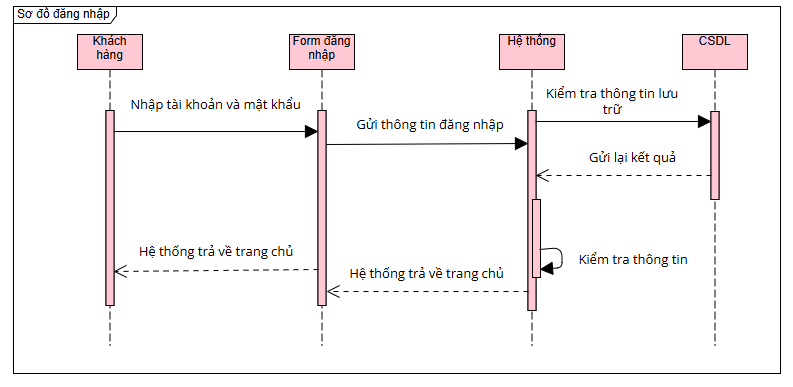 Sơ đồ đăng nhập
Khách
hàng
Form đăng
nhập
Hệ thống
CSDL
Nhập tài khoản và mật khẩu
Gửi thông tin đăng nhập
Kiểm tra thông tin lưu
trữ
Gửi lại kết quả
Hệ thống trả về trang chủ
Kiểm tra thông tin
Hệ thống trả về trang chủ